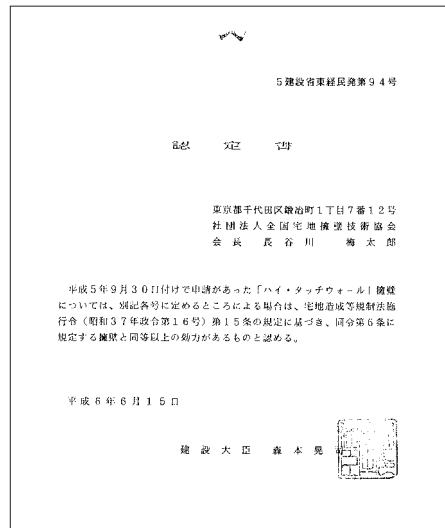 5建設省東経民発第94号
認定書
東京都千代田区鍛冶町1丁目7番12号
社団法人全国宅地擁壁技術協会
会長 長谷川 梅太郎
平成5年9月30日付けで申請があった「ハイ・タッチウォール」擁壁
については、別記各号に定めるところによる場合は、宅地造成等規制法施
行令(昭和37年政令第16号)第15条の規定に基づき、同令第6条に
規定する擁壁と同等以上の効力があるものと認める。
平成6年6月15日
建設大臣 森本晃司